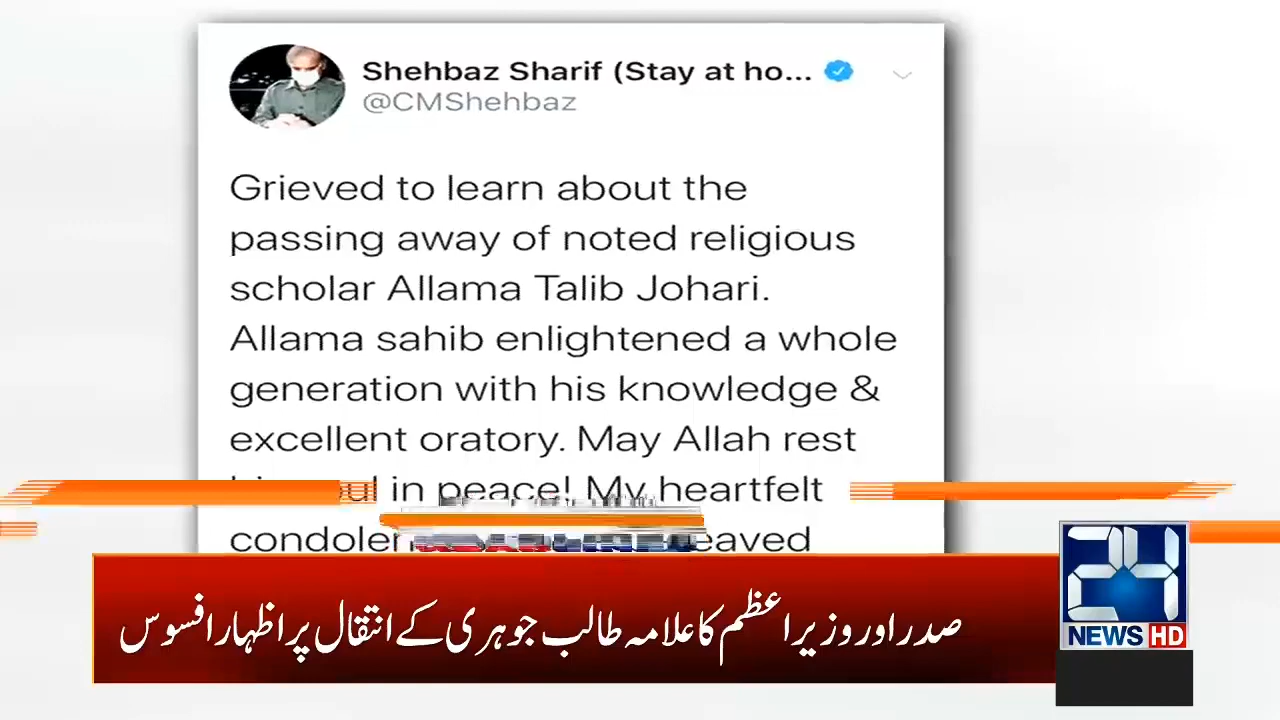 Shehbaz Sharif (Stay at ho...
@CMShehbaz
Grieved to learn about the
passing away of noted religious
scholar Allama Talib Johari.
Allama sahib enlightened a whole
generation with his knowledge &
excellent oratory. May Allah rest
in peace! My heartfelt
صدر اور وزیراعظم کا علامہ طالب جوہری کے انتقال پر اظہار افسوس
24
NEWS HD